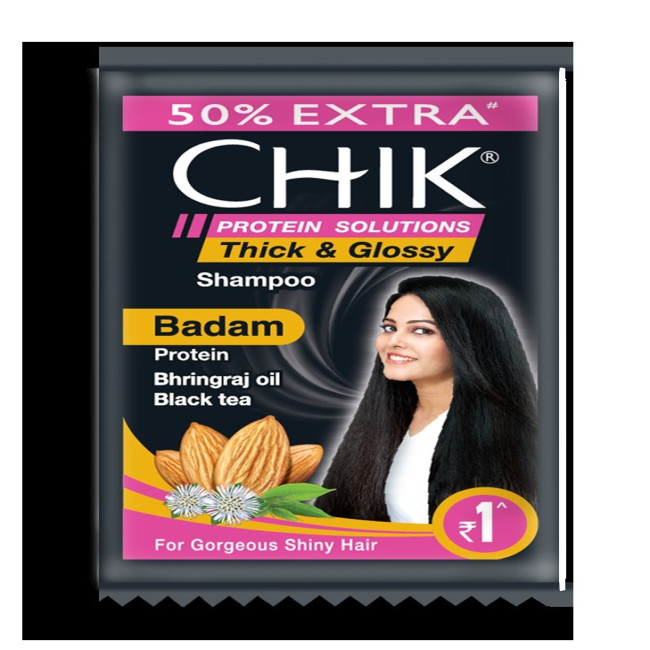 50% EXTRA#
CHIK®
PROTEIN SOLUTIONS
Thick & Glossy
Shampoo
Badam
Protein
Bhringraj oil
Black tea
₹1^
For Gorgeous Shiny Hair